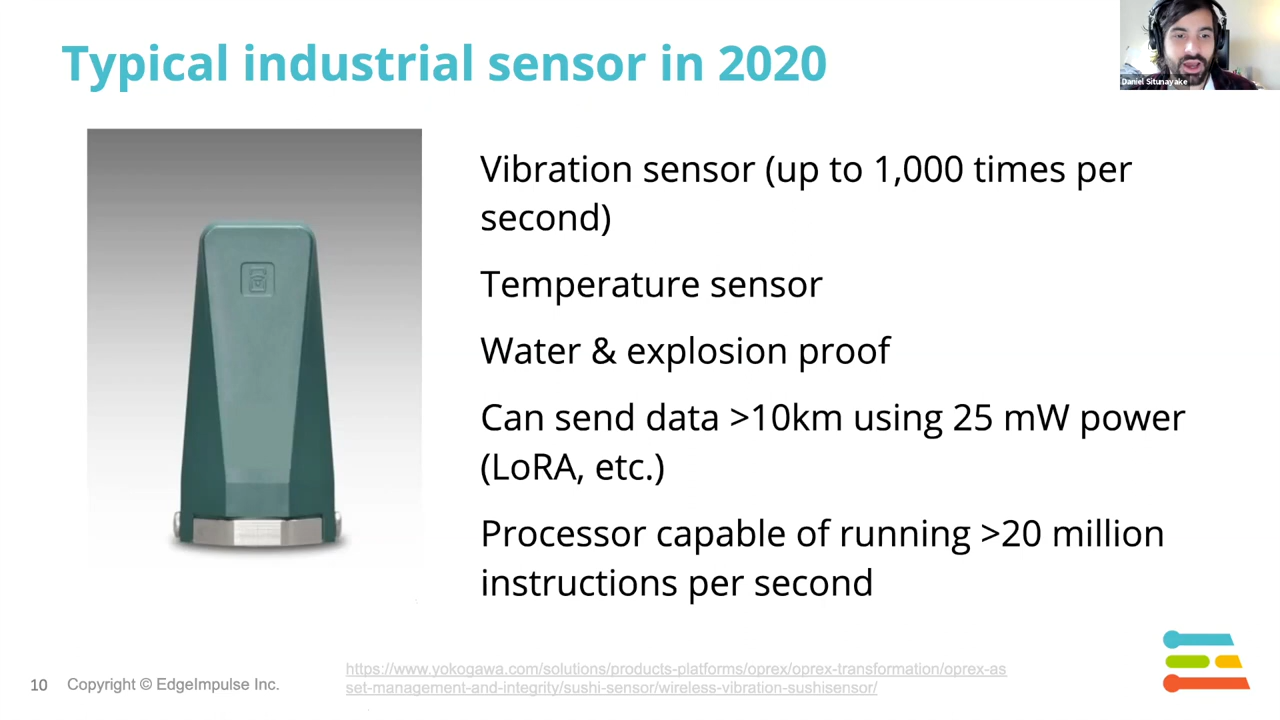 Typical industrial sensor in 2020
Daniel Situnayake
Vibration sensor (up to 1,000 times per
second)
Temperature sensor
Water & explosion proof
Can send data >10km using 25 mW power
(LoRA, etc.)
Processor capable of running >20 million
instructions per second
https://www.yokogawa.com/solutions/products-platforms/oprex/oprex-transformation/oprex-as
set-management-and-integrity/sushi-sensor/wireless-vibration-sushisensor/
10 Copyright © EdgeImpulse Inc.